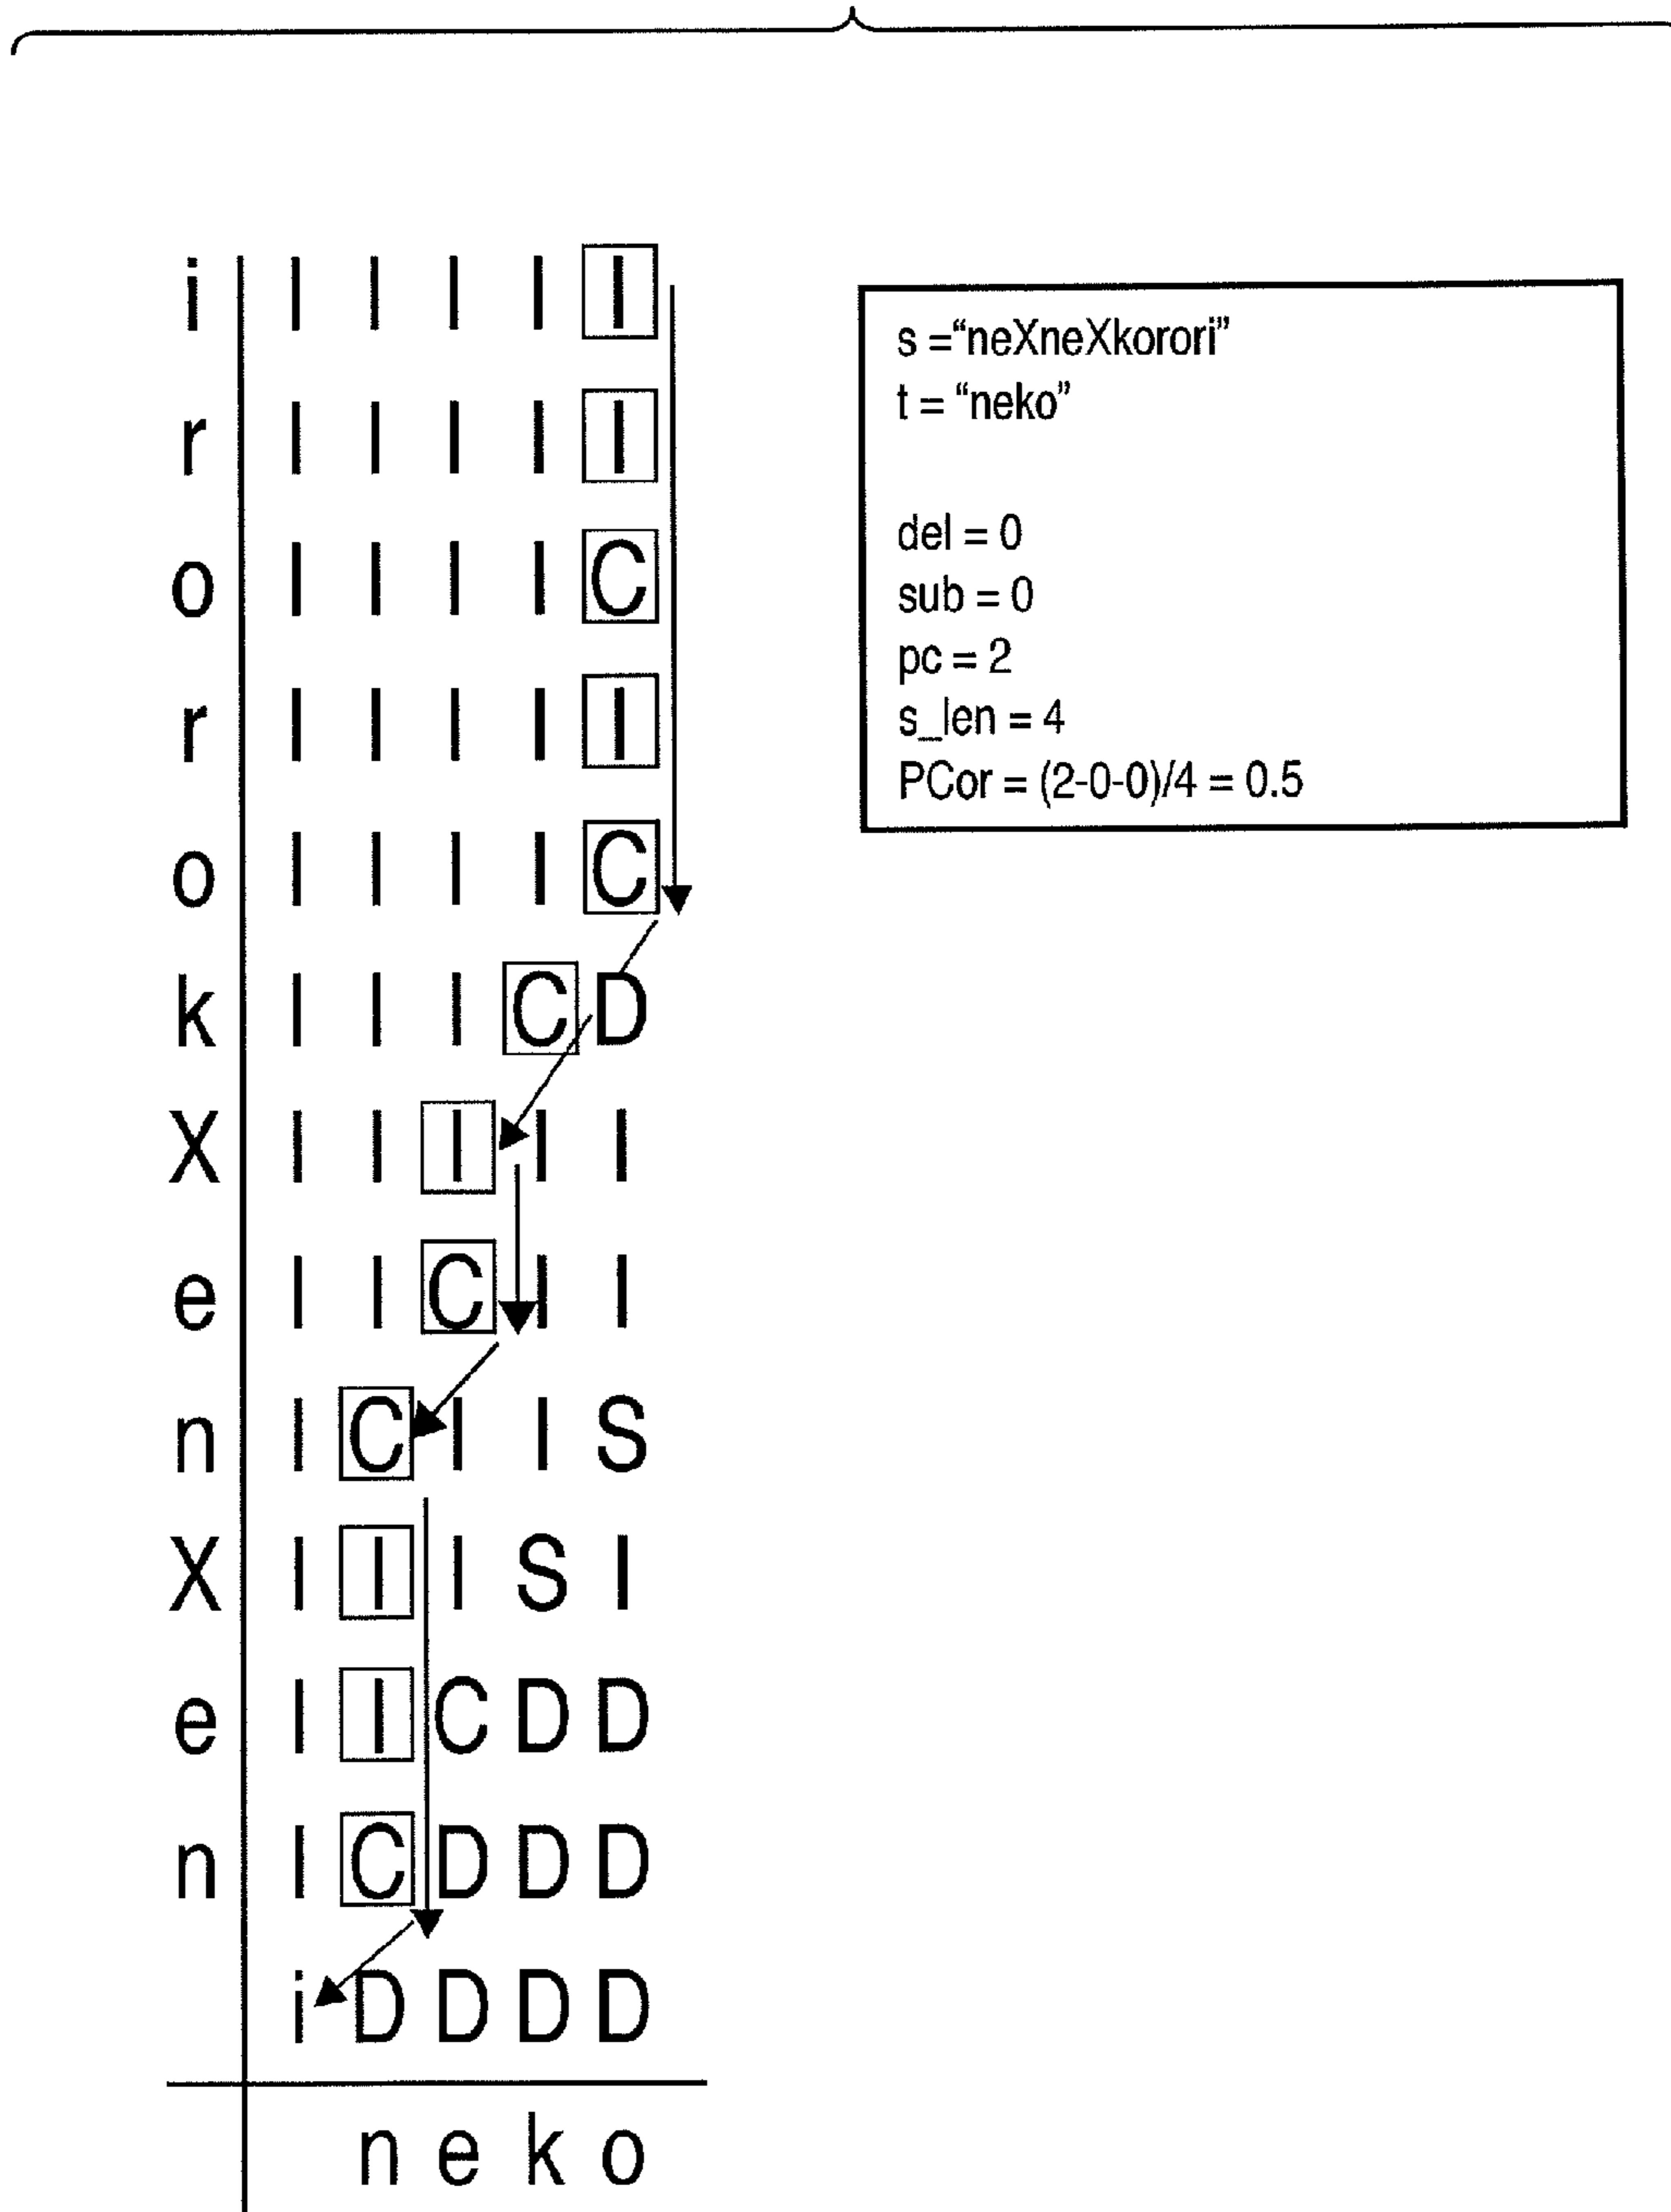 i I I I I I
r I I I I I
o I I I I C
r I I I I I
o I I I I C
k I I I C D
X I I I I I
e I I C I I
n I C I I S
X I I I S I
e I I C D D
n I C D D D
i D D D D
n e k o
s =“neXneXkorori”
t = “neko”
del = 0
sub = 0
pc = 2
s_len = 4
PCor = (2-0-0)/4 = 0.5